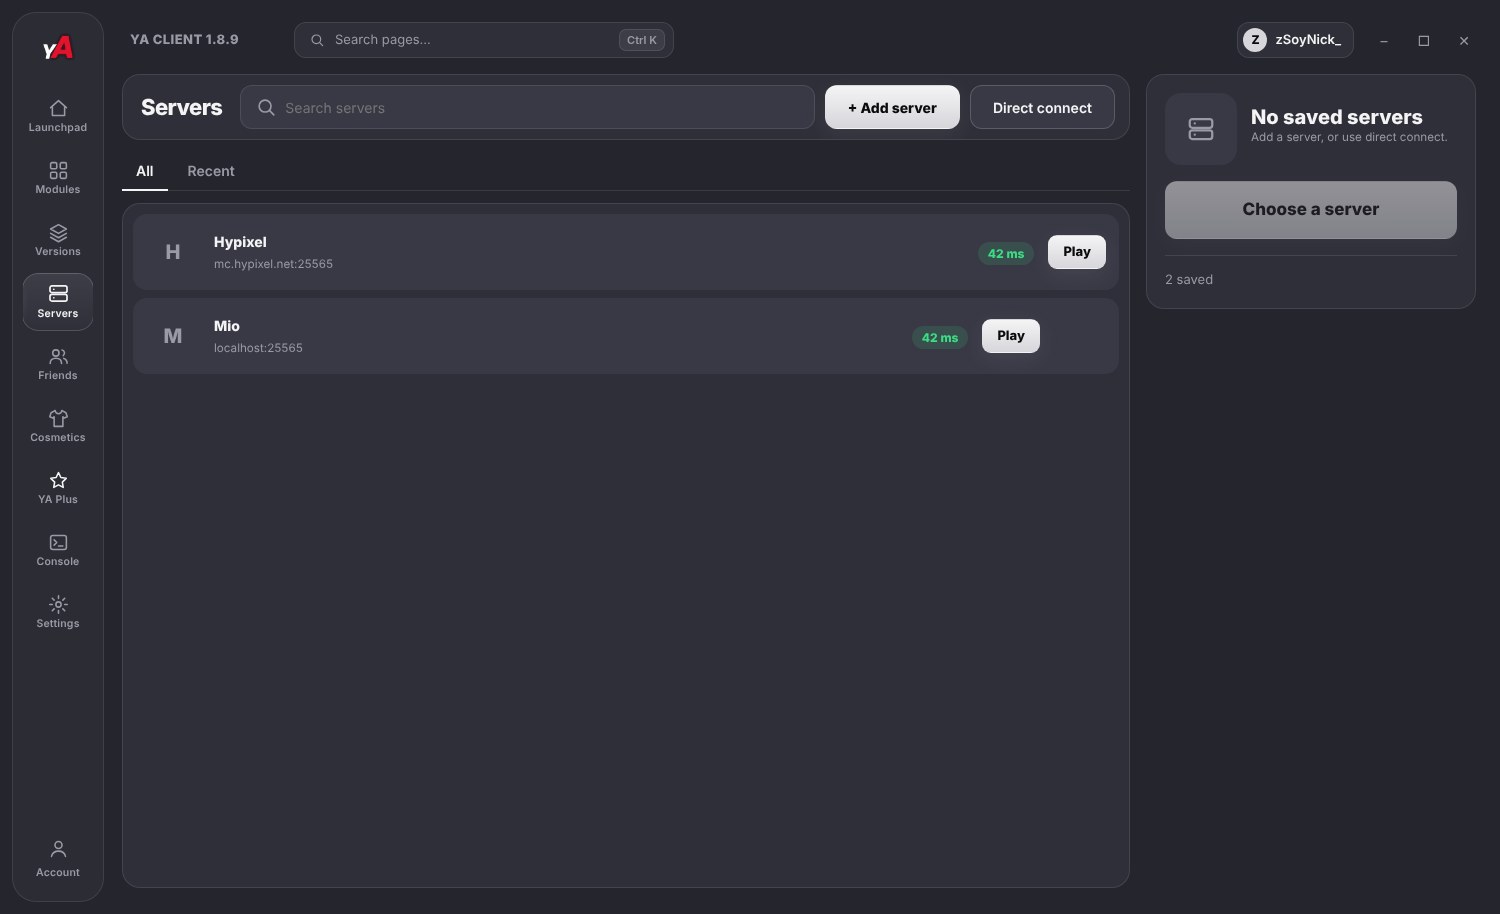 YA
YA CLIENT 1.8.9
Search pages...
Ctrl K
Z
zSoyNick_
Launchpad
Modules
Versions
Servers
Friends
Cosmetics
YA Plus
Console
Settings
Account
Servers
Search servers
+ Add server
Direct connect
All
Recent
H
Hypixel
mc.hypixel.net:25565
42 ms
Play
M
Mio
localhost:25565
42 ms
Play
No saved servers
Add a server, or use direct connect.
Choose a server
2 saved